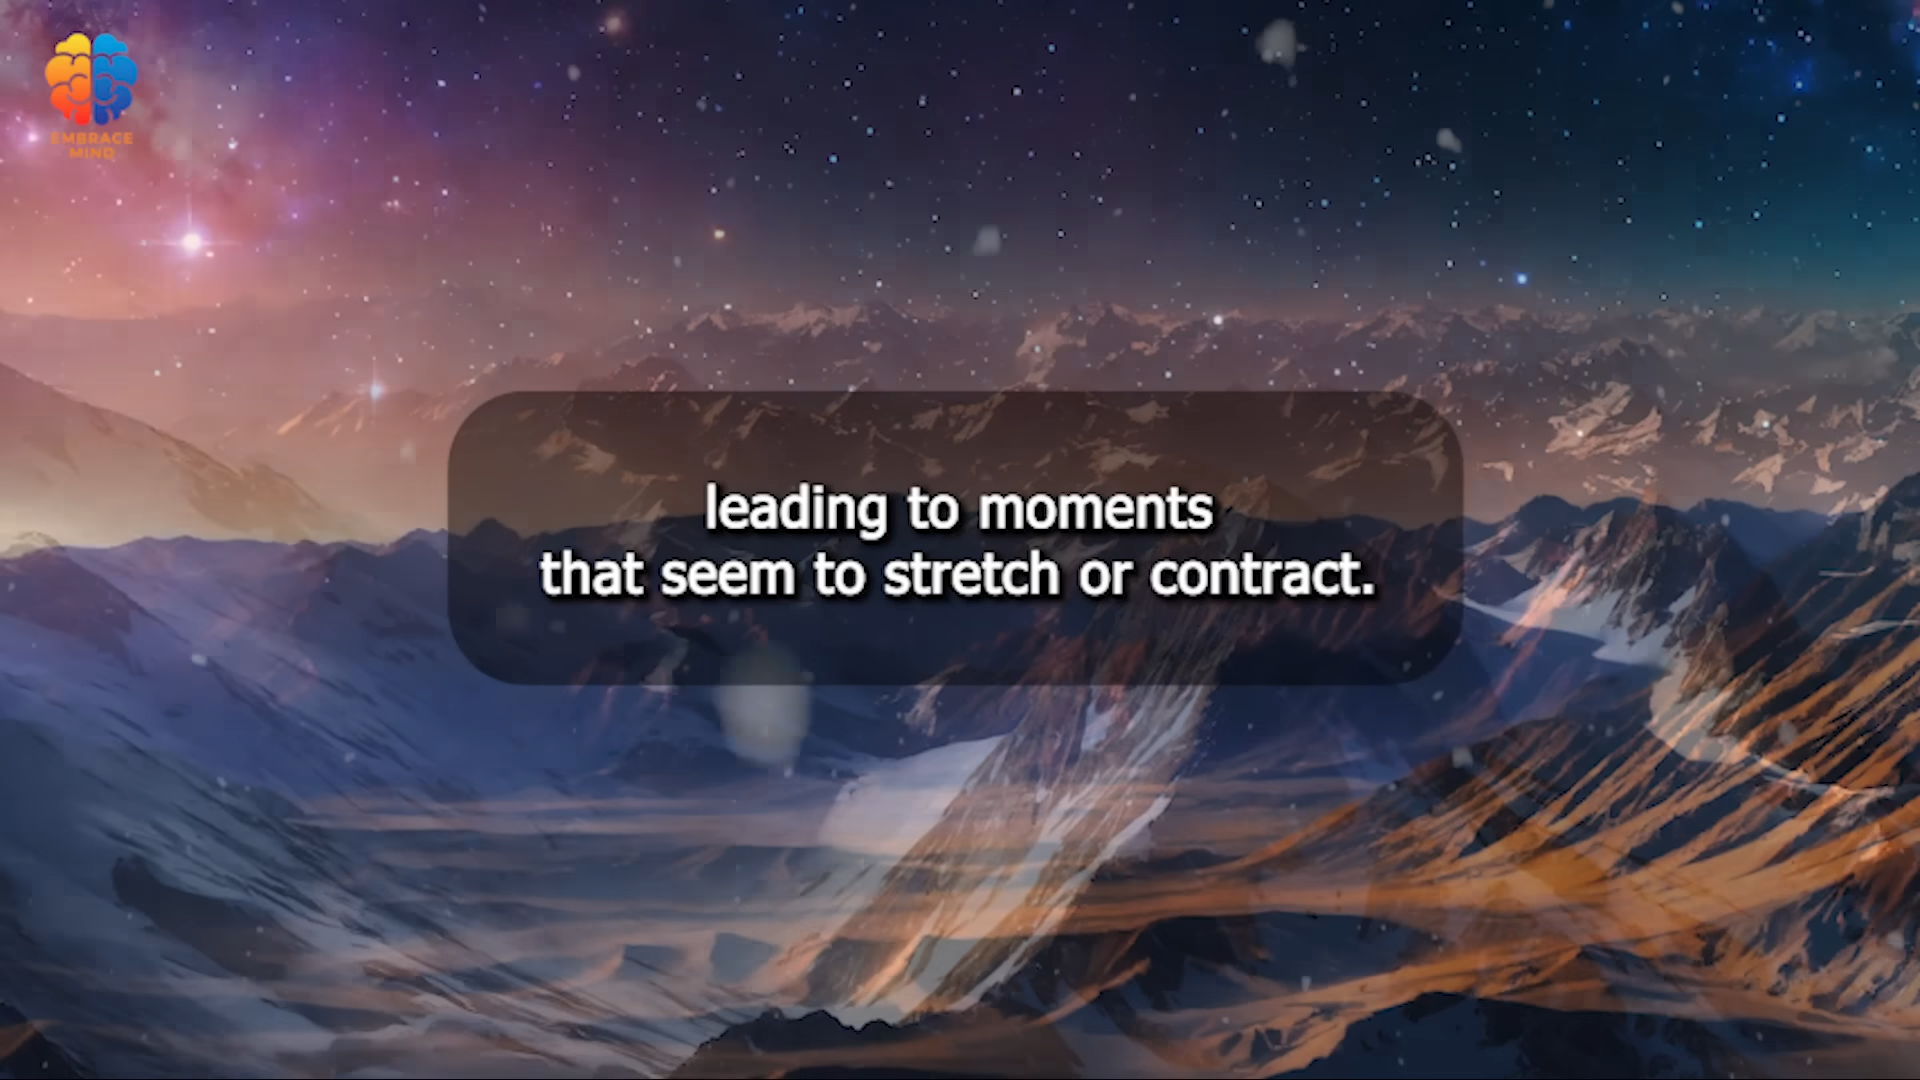 EMBRACE
MIND
leading to moments
that seem to stretch or contract.